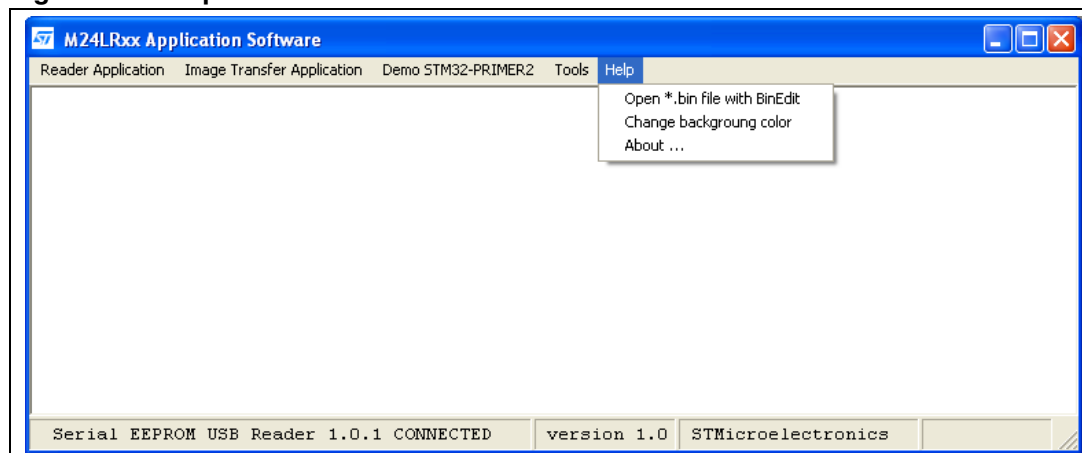 M24LRxx Application Software
Reader Application Image Transfer Application Demo STM32-PRIMER2 Tools Help
Open *.bin file with BinEdit
Change backgroung color
About ...
Serial EEPROM USB Reader 1.0.1 CONNECTED version 1.0 STMicroelectronics